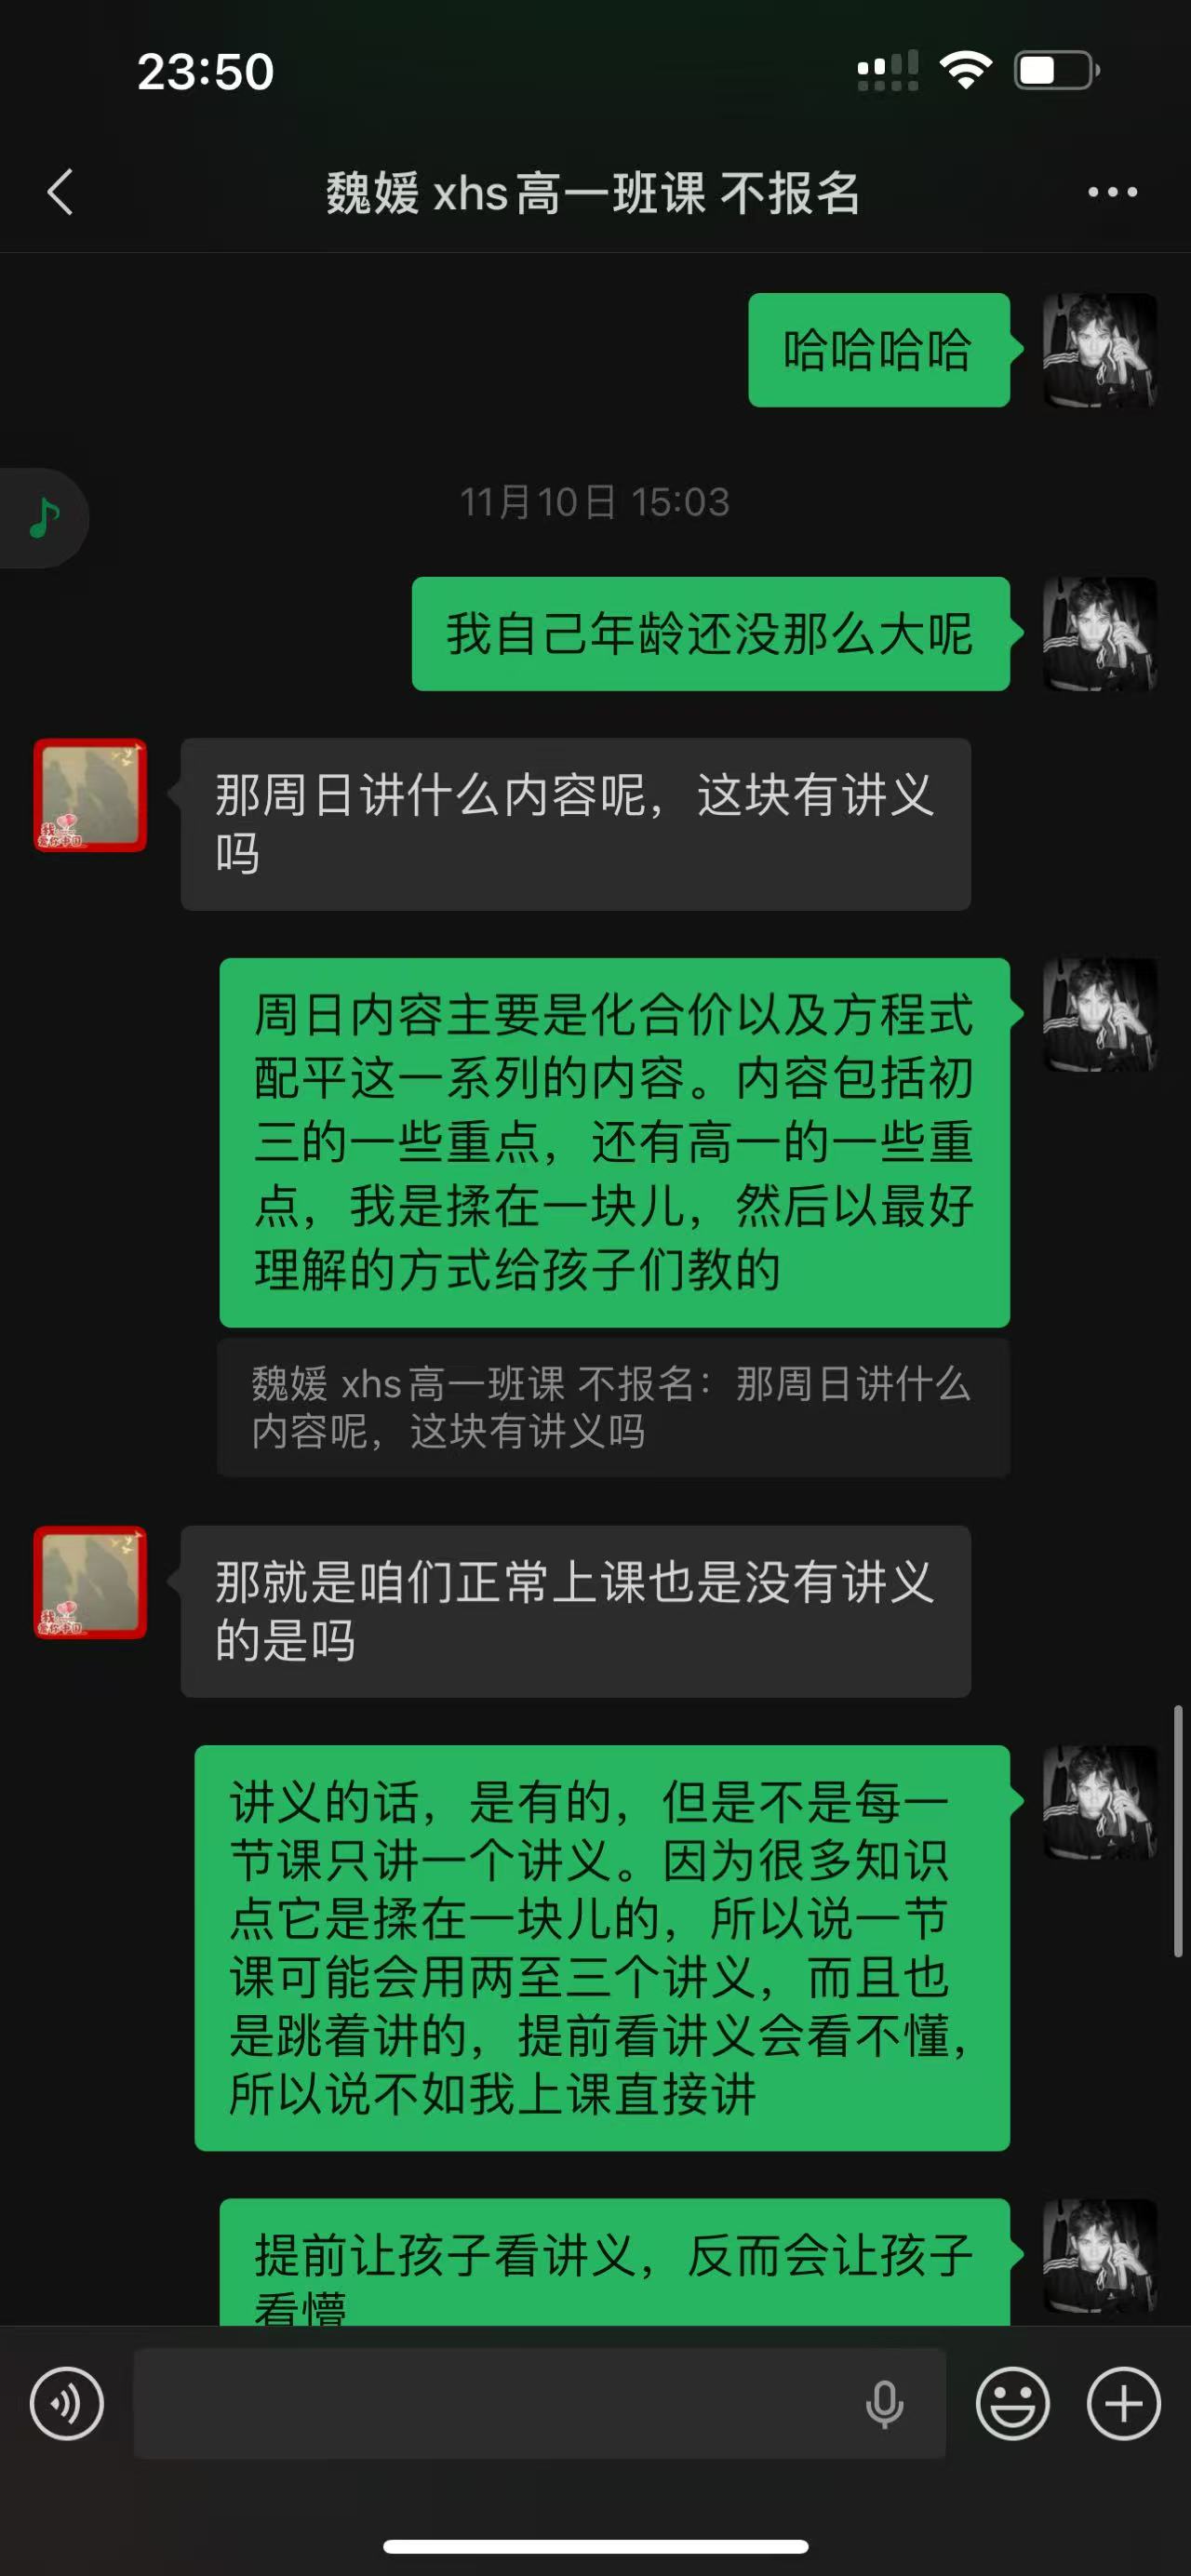 23:50
魏媛 xhs高一班课 不报名
哈哈哈哈
11月10日 15:03
我自己年龄还没那么大呢
那周日讲什么内容呢，这块有讲义
吗
周日内容主要是化合价以及方程式
配平这一系列的内容。内容包括初
三的一些重点，还有高一的一些重
点，我是揉在一块儿，然后以最好
理解的方式给孩子们教的
魏媛 xhs高一班课 不报名：那周日讲什么
内容呢，这块有讲义吗
那就是咱们正常上课也是没有讲义
的是吗
讲义的话，是有的，但是不是每一
节课只讲一个讲义。因为很多知识
点它是揉在一块儿的，所以说一节
课可能会用两至三个讲义，而且也
是跳着讲的，提前看讲义会看不懂，
所以说不如我上课直接讲
提前让孩子看讲义，反而会让孩子
看懵